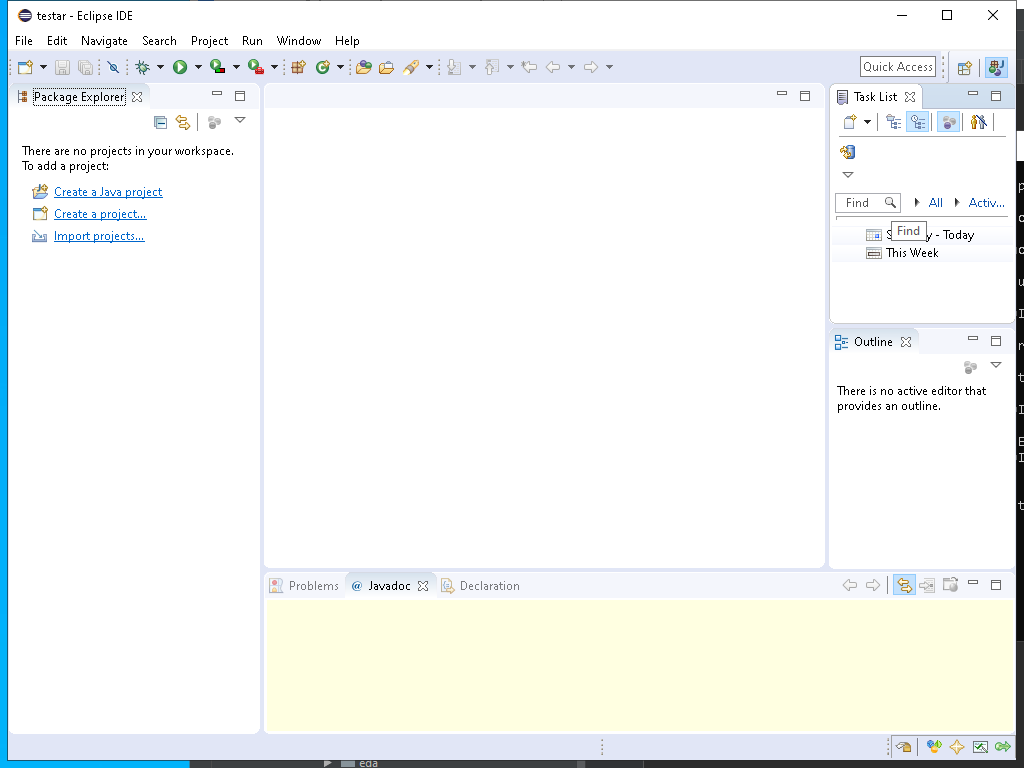 testar - Eclipse IDE
File Edit Navigate Search Project Run Window Help
Quick Access
Package Explorer
There are no projects in your workspace.
To add a project:
Create a Java project
Create a project...
Import projects...
Task List
Find All Activ...
Find
- Today
This Week
Outline
There is no active editor that
provides an outline.
Problems @ Javadoc Declaration
eda